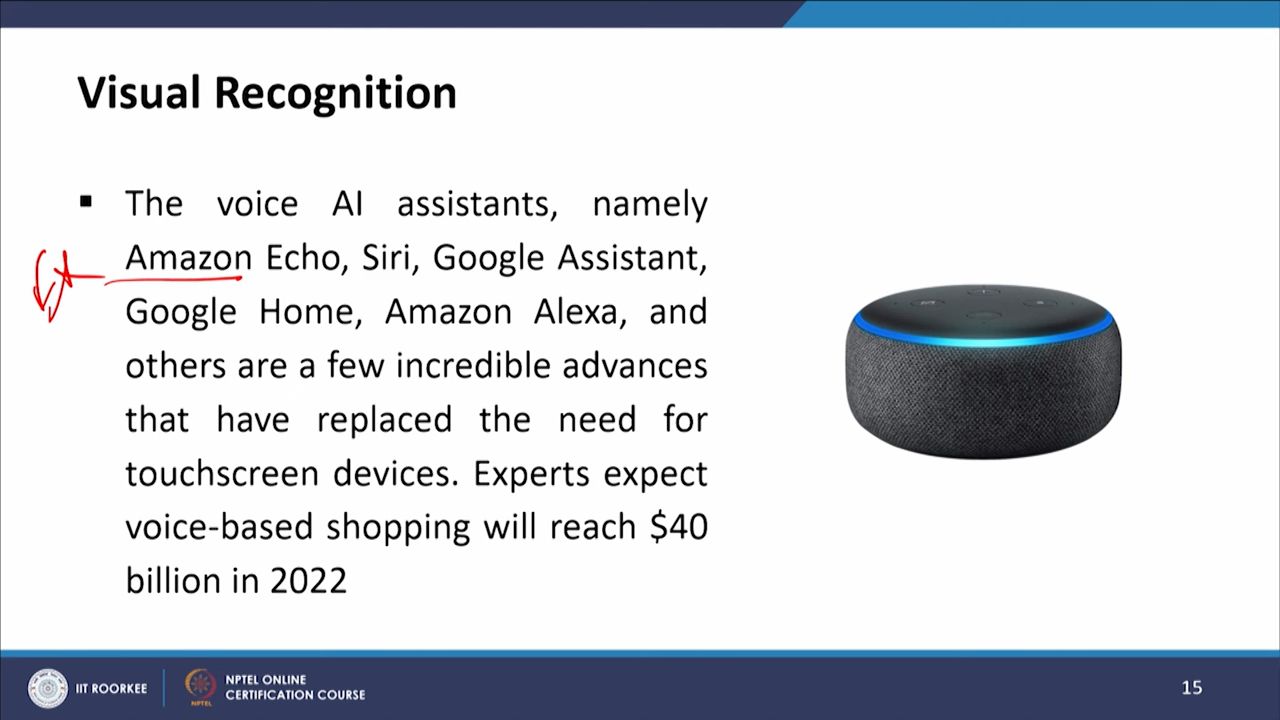 Visual Recognition
▪ The voice AI assistants, namely
Amazon Echo, Siri, Google Assistant,
Google Home, Amazon Alexa, and
others are a few incredible advances
that have replaced the need for
touchscreen devices. Experts expect
voice-based shopping will reach $40
billion in 2022
IIT ROORKEE
NPTEL
NPTEL ONLINE
CERTIFICATION COURSE
15